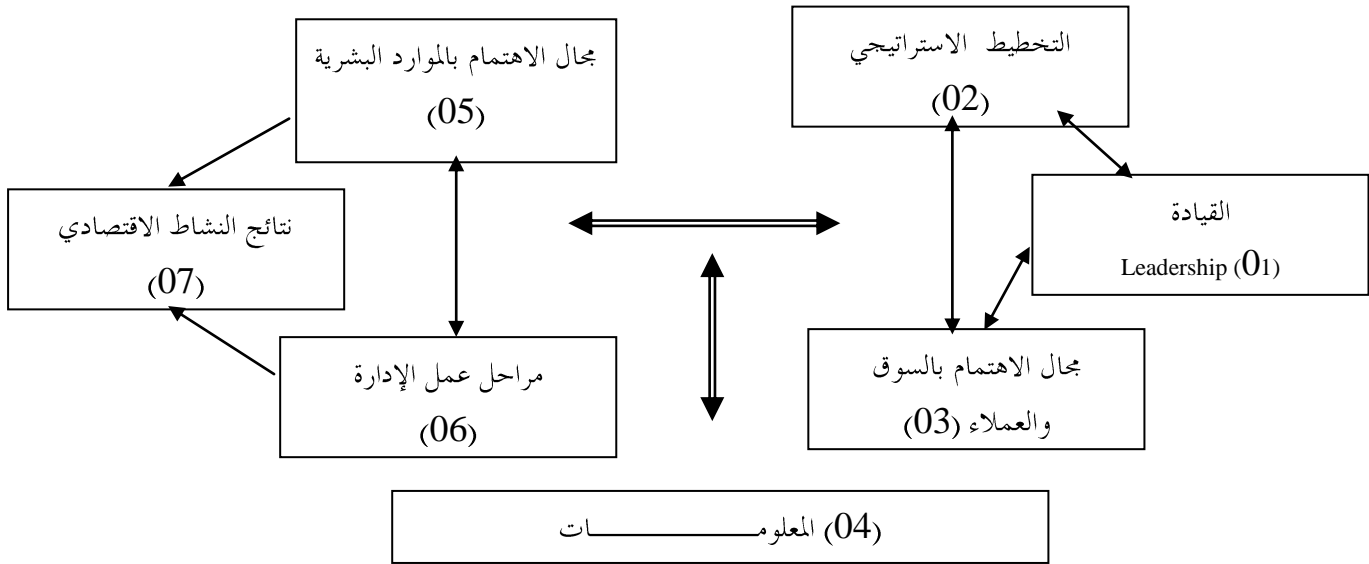 التخطيط الاستراتيجي
(02)
القيادة
Leadership (01)
مجال الاهتمام بالسوق
والعملاء (03)
مجال الاهتمام بالموارد البشرية
(05)
مراحل عمل الإدارة
(06)
نتائج النشاط الاقتصادي
(07)
(04) المعلومــــــــــات